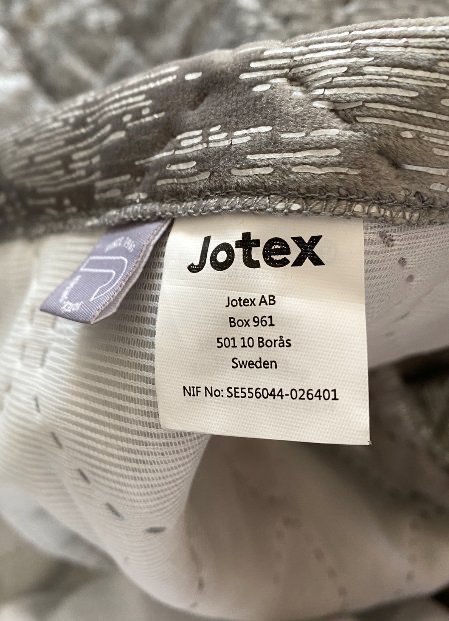 Jotex
Jotex AB
Box 961
501 10 Borås
Sweden
NIF No: SE556044-026401